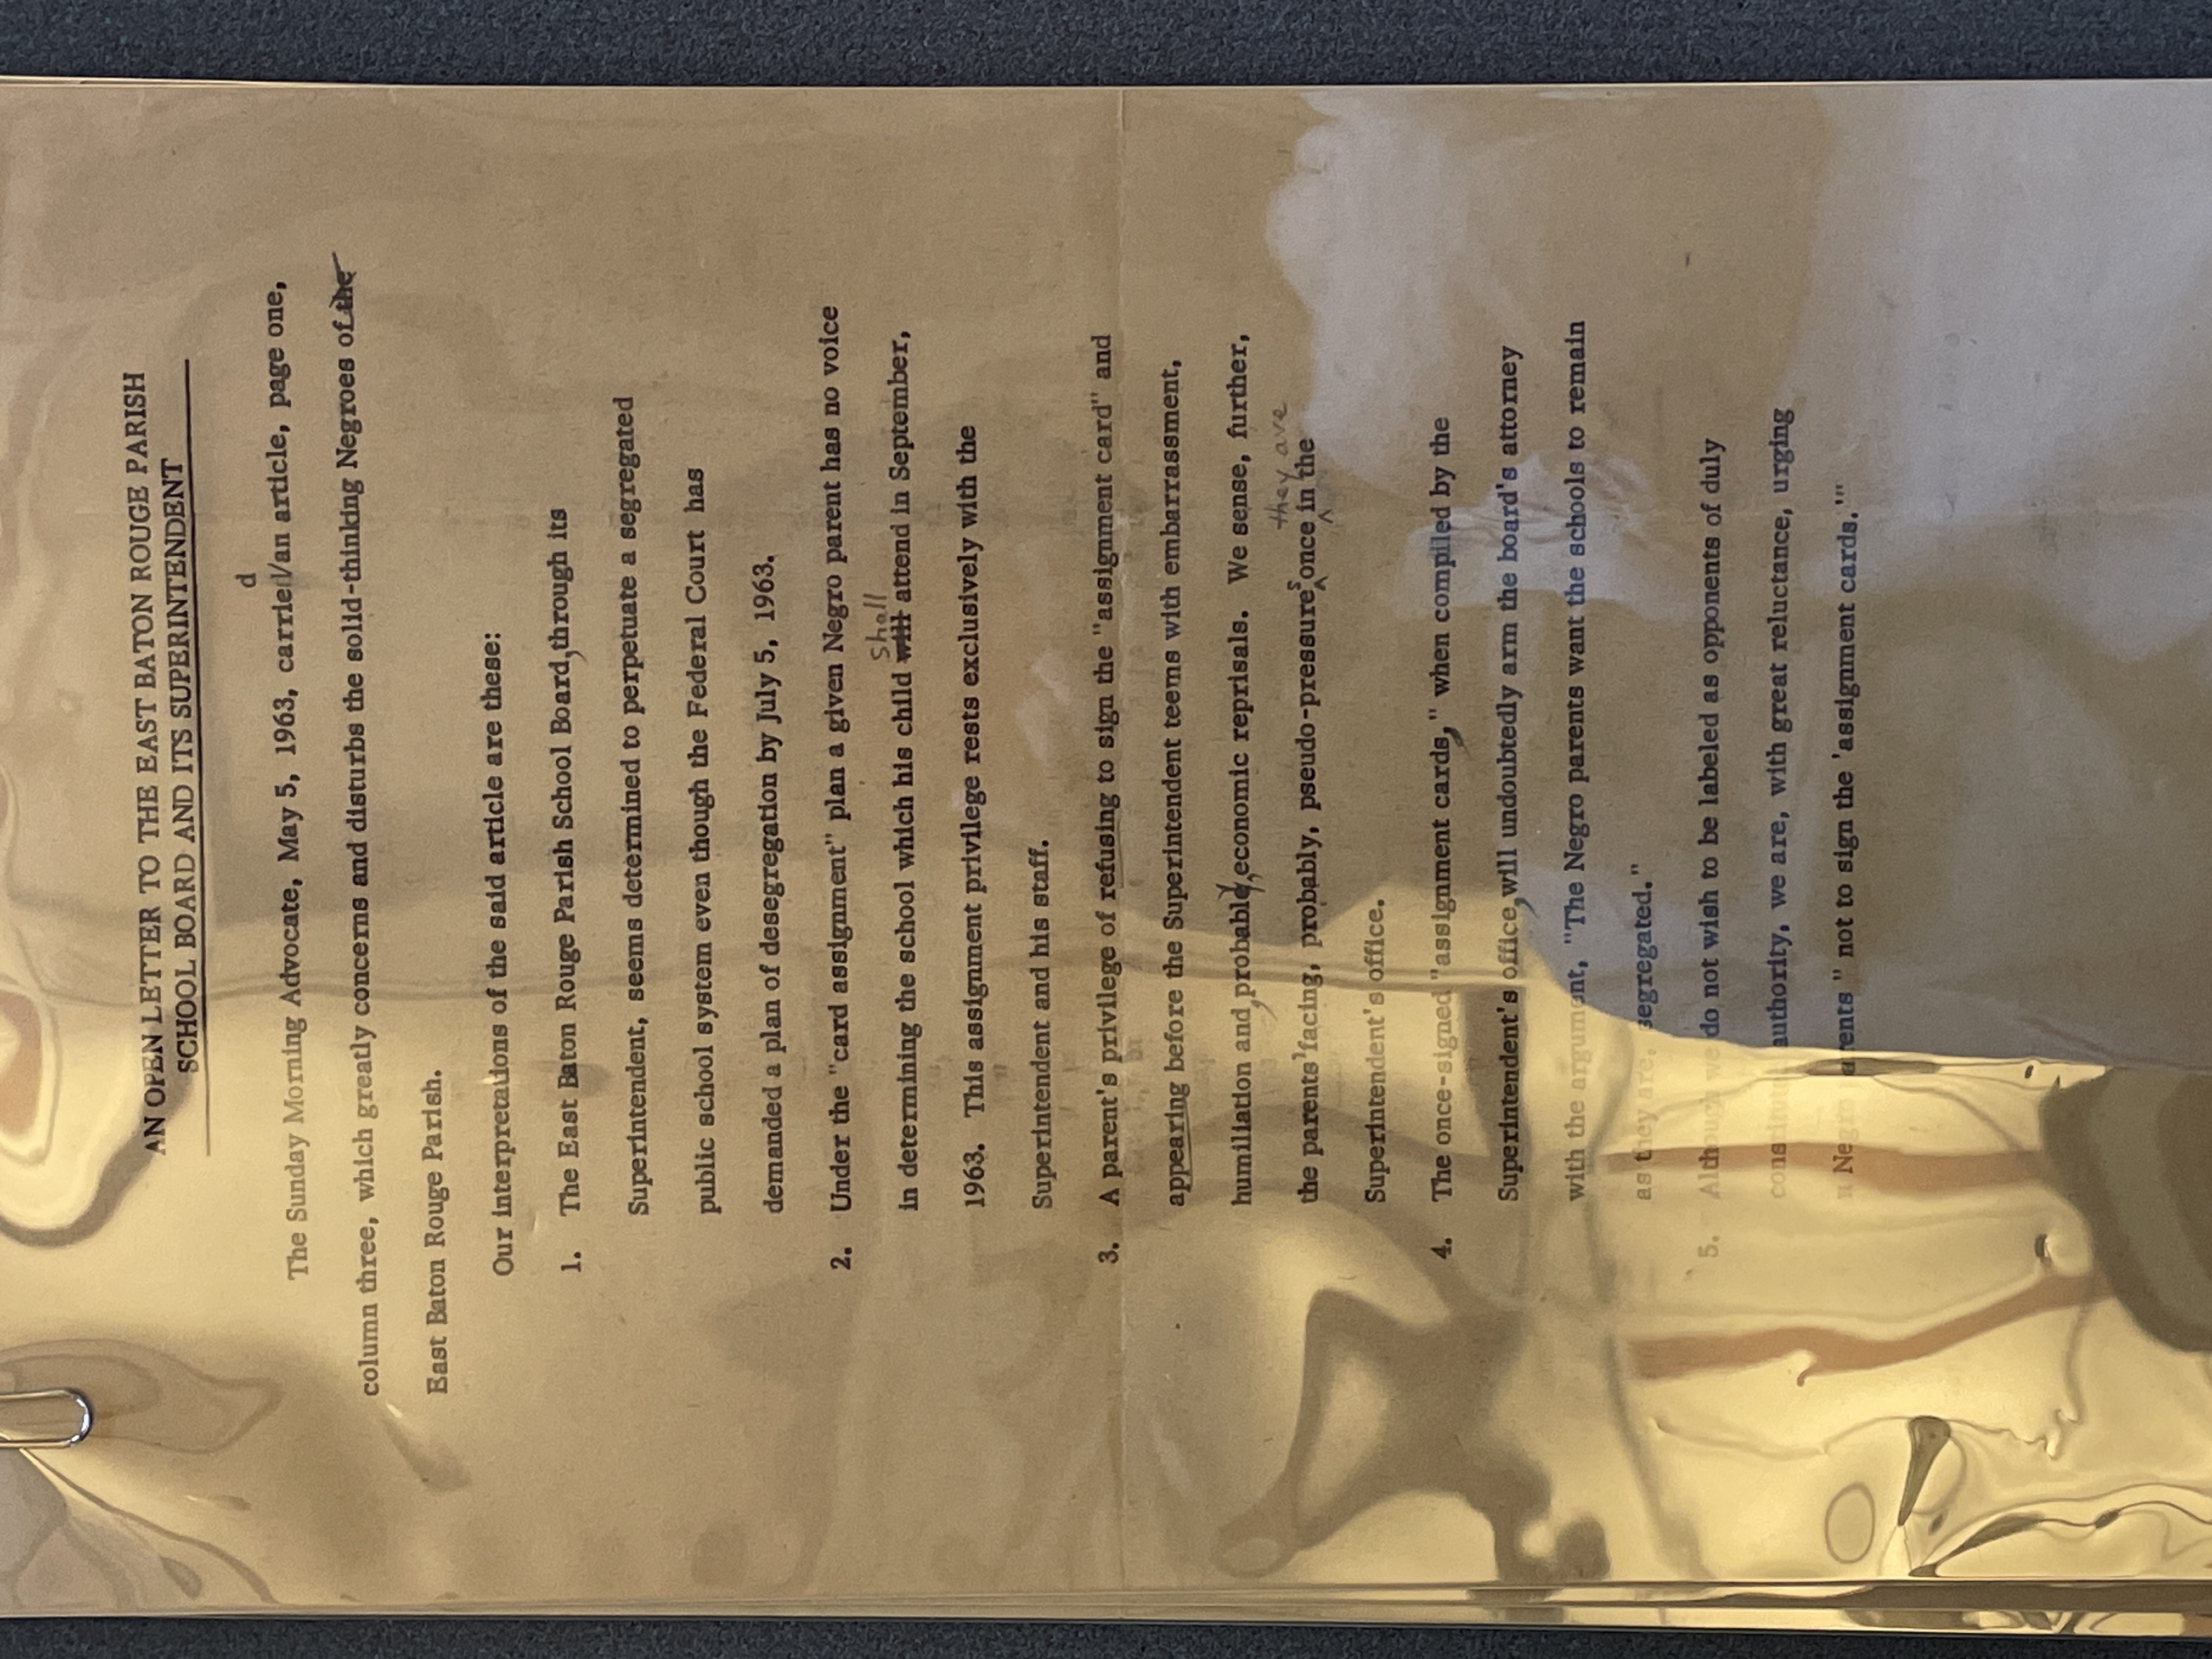 AN OPEN LETTER TO THE EAST BATON ROUGE PARISH
SCHOOL BOARD AND ITS SUPERINTENDENT
d
The Sunday Morning Advocate, May 5, 1963, carried/an article, page one,
column three, which greatly concerns and disturbs the solid-thinking Negroes of the
East Baton Rouge Parish.
Our interpretations of the said article are these:
1. The East Baton Rouge Parish School Board, through its
Superintendent, seems determined to perpetuate a segregated
public school system even though the Federal Court has
demanded a plan of desegregation by July 5, 1963.
2. Under the "card assignment" plan a given Negro parent has no voice
shall
in determining the school which his child will attend in September,
1963. This assignment privilege rests exclusively with the
Superintendent and his staff.
3. A parent's privilege of refusing to sign the "assignment card" and
appearing before the Superintendent teems with embarrassment,
humiliation and, probably, economic reprisals. We sense, further,
they are
the parents' facing, probably, pseudo-pressures once in the
Superintendent's office.
4. The once-signed "assignment cards," when compiled by the
Superintendent's office, will undoubtedly arm the board's attorney
with the argument, "The Negro parents want the schools to remain
as they are, segregated."
5. Although we do not wish to be labeled as opponents of duly
constituted authority, we are, with great reluctance, urging
" Negro parents " not to sign the 'assignment cards.'"